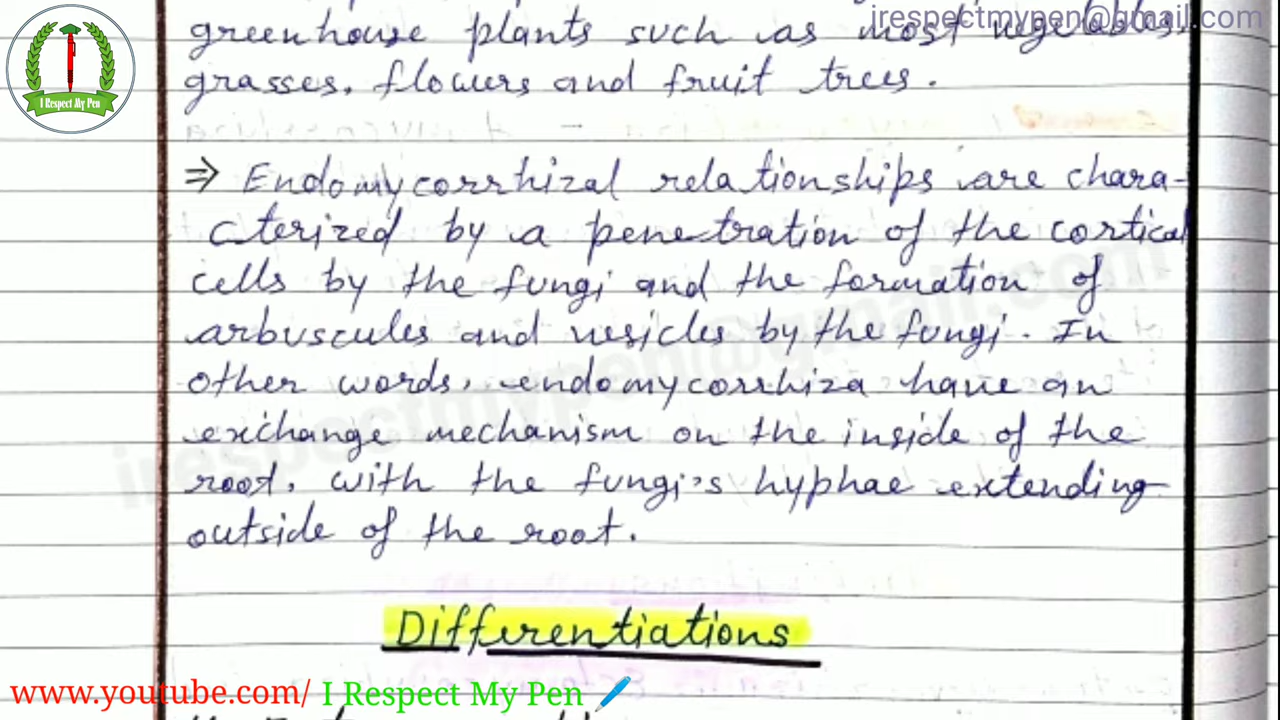 irespectmypen@gmail.com
greenhouse plants such as most vegetables,
grasses, flowers and fruit trees.
I Respect My Pen
⇒ Endomycorrhizal relationships are chara-
cterized by a penetration of the cortical
cells by the fungi and the formation of
arbuscules and vesicles by the fungi. In
other words, endomycorrhiza have an
exchange mechanism on the inside of the
root, with the fungi's hyphae extending
outside of the root.
irespectmypen@gmail.com
Differentiations
www.youtube.com/ I Respect My Pen